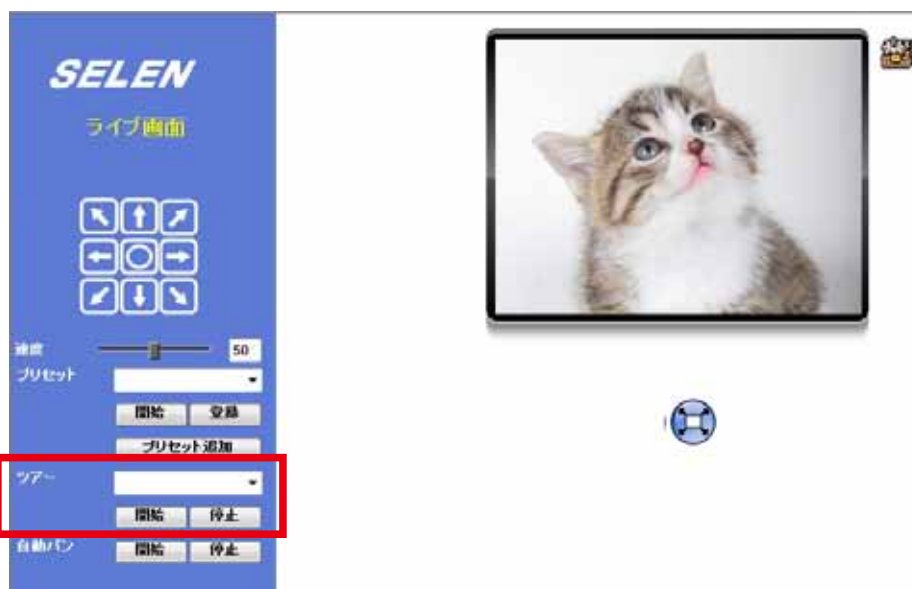 SELEN
ライブ画面
速度 50
プリセット
開始 登録
プリセット追加
ツアー
開始 停止
自動パン 開始 停止